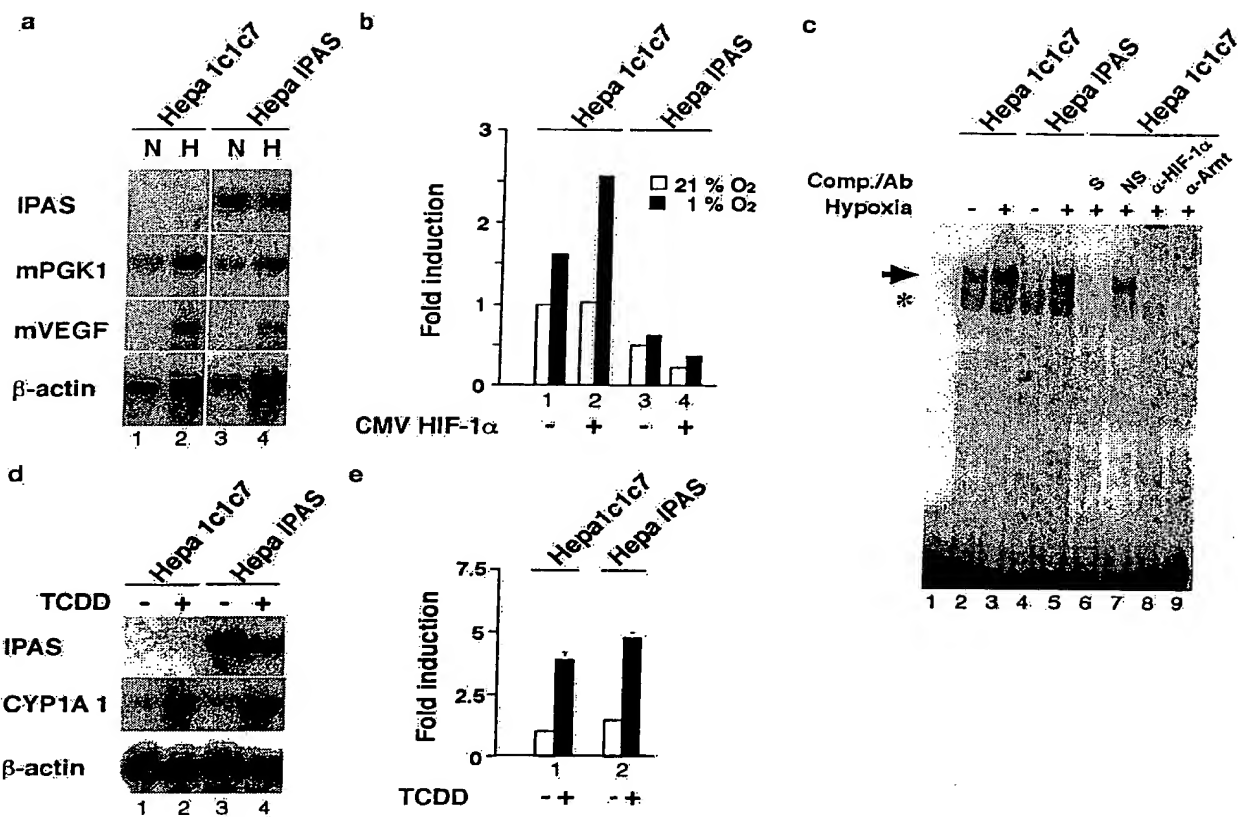 a
Hepa 1c1c7
Hepa IPAS
N H N H
IPAS
mPGK1
mVEGF
β-actin
1 2 3 4
b
Hepa 1c1c7
Hepa IPAS
3
2
1
0
Fold induction
21 % O2
1 % O2
1 2 3 4
CMV HIF-1α
- + - +
c
Hepa 1c1c7
Hepa IPAS
Hepa 1c1c7
Comp./Ab
S NS α-HIF-1α α-Arnt
Hypoxia
- + - + + + + +
*
1 2 3 4 5 6 7 8 9
d
Hepa 1c1c7
Hepa IPAS
TCDD
- + - +
IPAS
CYP1A 1
β-actin
1 2 3 4
e
Hepa1c1c7
Hepa IPAS
7.5
5
2.5
0
Fold induction
1 2
TCDD
- + - +